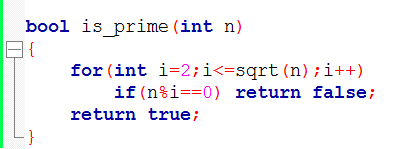 bool is_prime(int n)
{
    for(int i=2;i<=sqrt(n);i++)
        if(n%i==0) return false;
    return true;
}